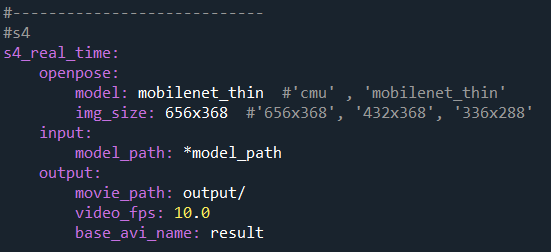 #----------------------------
#s4
s4_real_time:
    openpose:
        model: mobilenet_thin  #'cmu' , 'mobilenet_thin'
        img_size: 656x368  #'656x368', '432x368', '336x288'
    input:
        model_path: *model_path
    output:
        movie_path: output/
        video_fps: 10.0
        base_avi_name: result